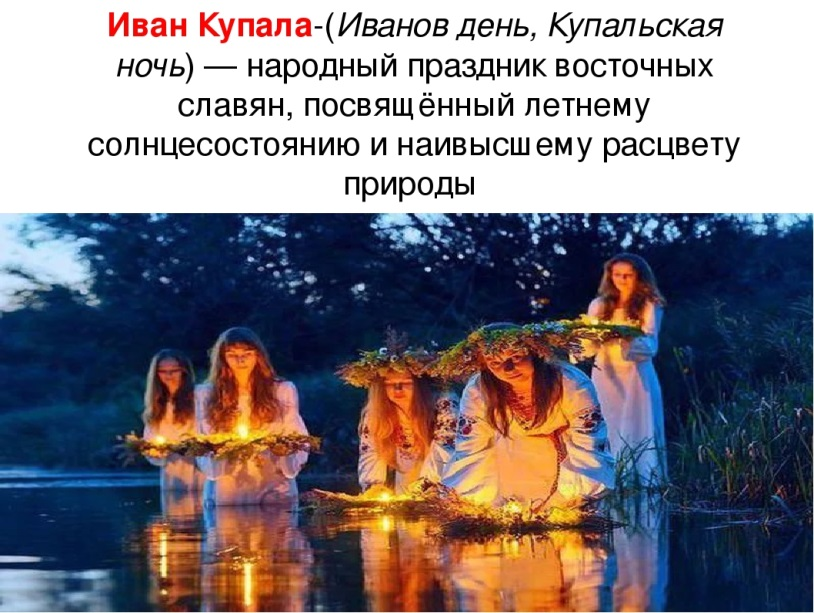 Иван Купала-(Иванов день, Купальская
ночь) — народный праздник восточных
славян, посвящённый летнему
солнцесостоянию и наивысшему расцвету
природы